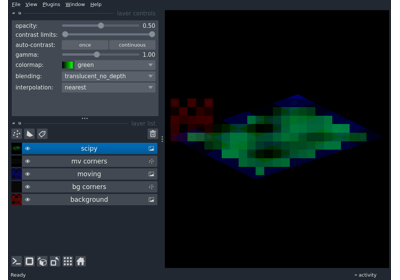 File View Plugins Window Help
layer controls
opacity: 0.50
contrast limits:
auto-contrast: once continuous
gamma: 1.00
colormap: green
blending: translucent_no_depth
interpolation: nearest
layer list
scipy
mv corners
moving
bg corners
background
Ready
activity